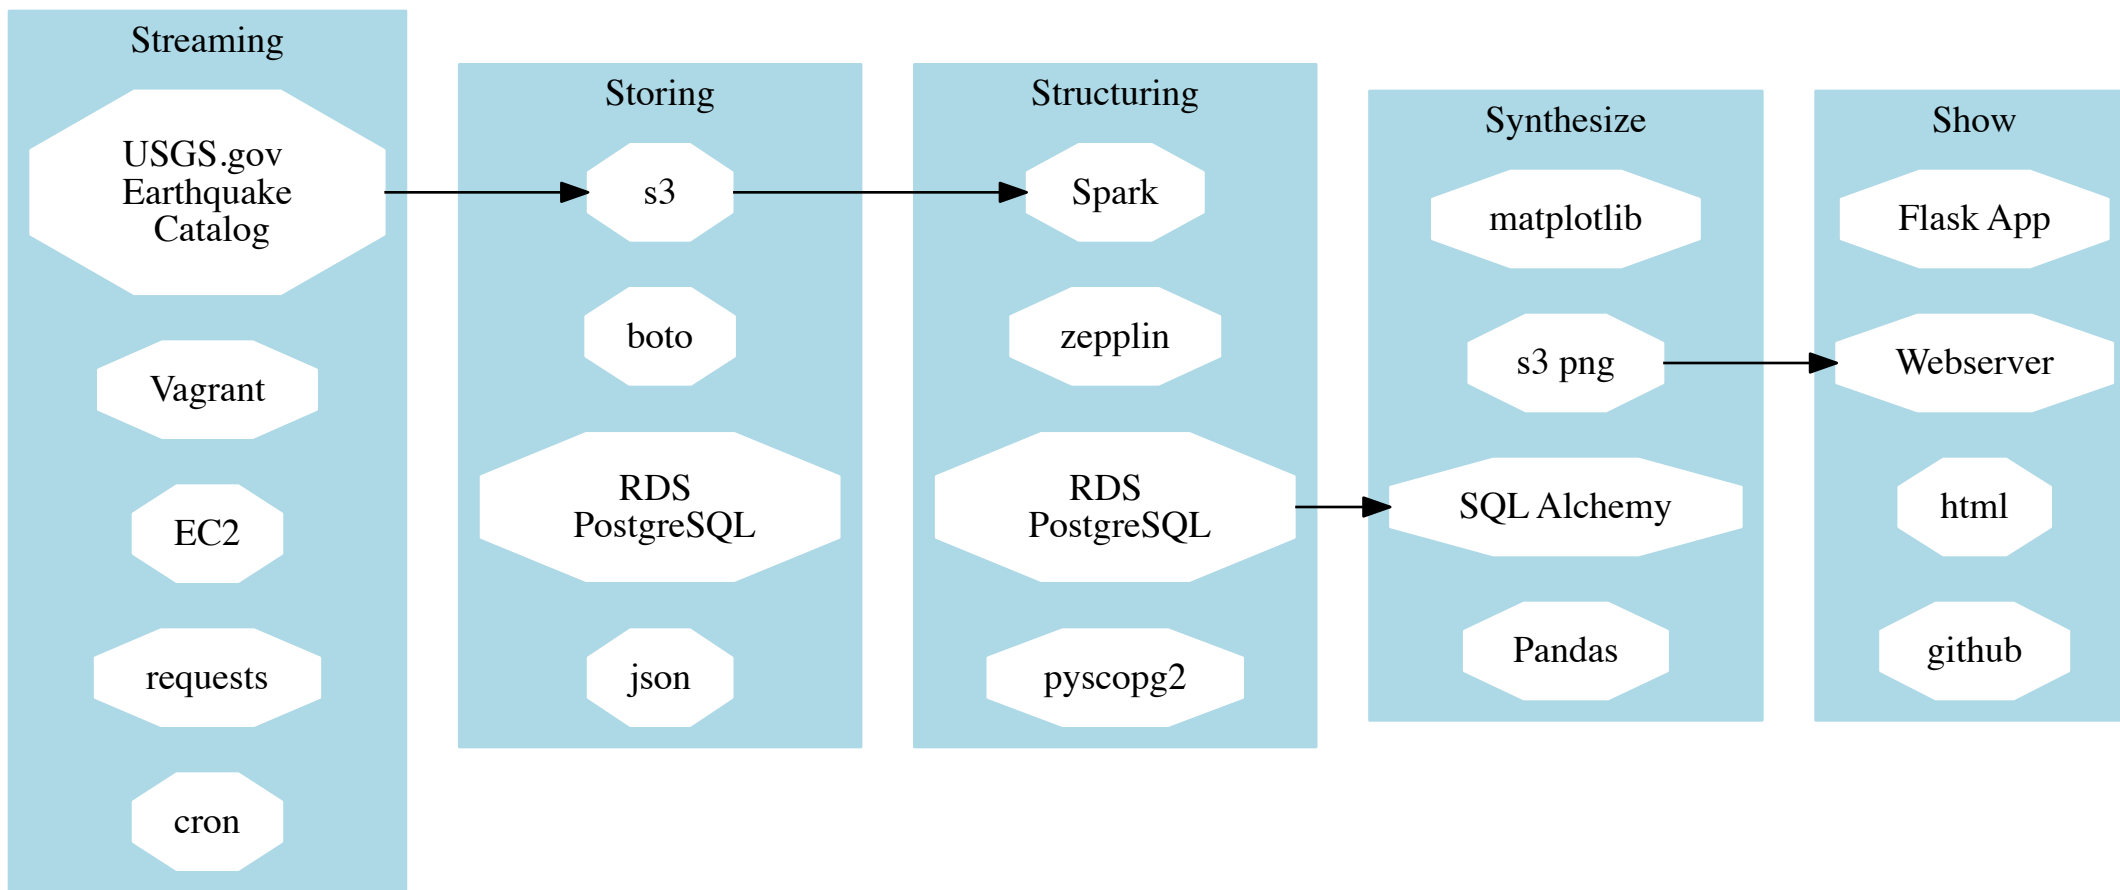 Streaming
USGS.gov
Earthquake
Catalog
Vagrant
EC2
requests
cron
Storing
s3
boto
RDS
PostgreSQL
json
Structuring
Spark
zepplin
RDS
PostgreSQL
pyscopg2
Synthesize
matplotlib
s3 png
SQL Alchemy
Pandas
Show
Flask App
Webserver
html
github